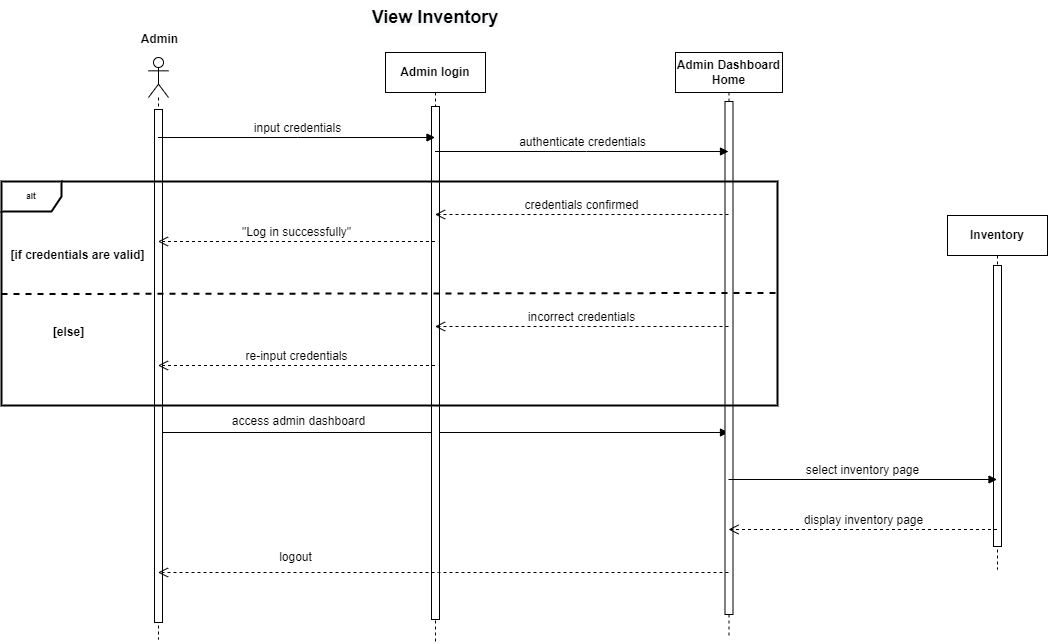 View Inventory
Admin
Admin login
Admin Dashboard
Home
input credentials
authenticate credentials
alt
credentials confirmed
"Log in successfully"
[if credentials are valid]
Inventory
incorrect credentials
[else]
re-input credentials
access admin dashboard
select inventory page
display inventory page
logout